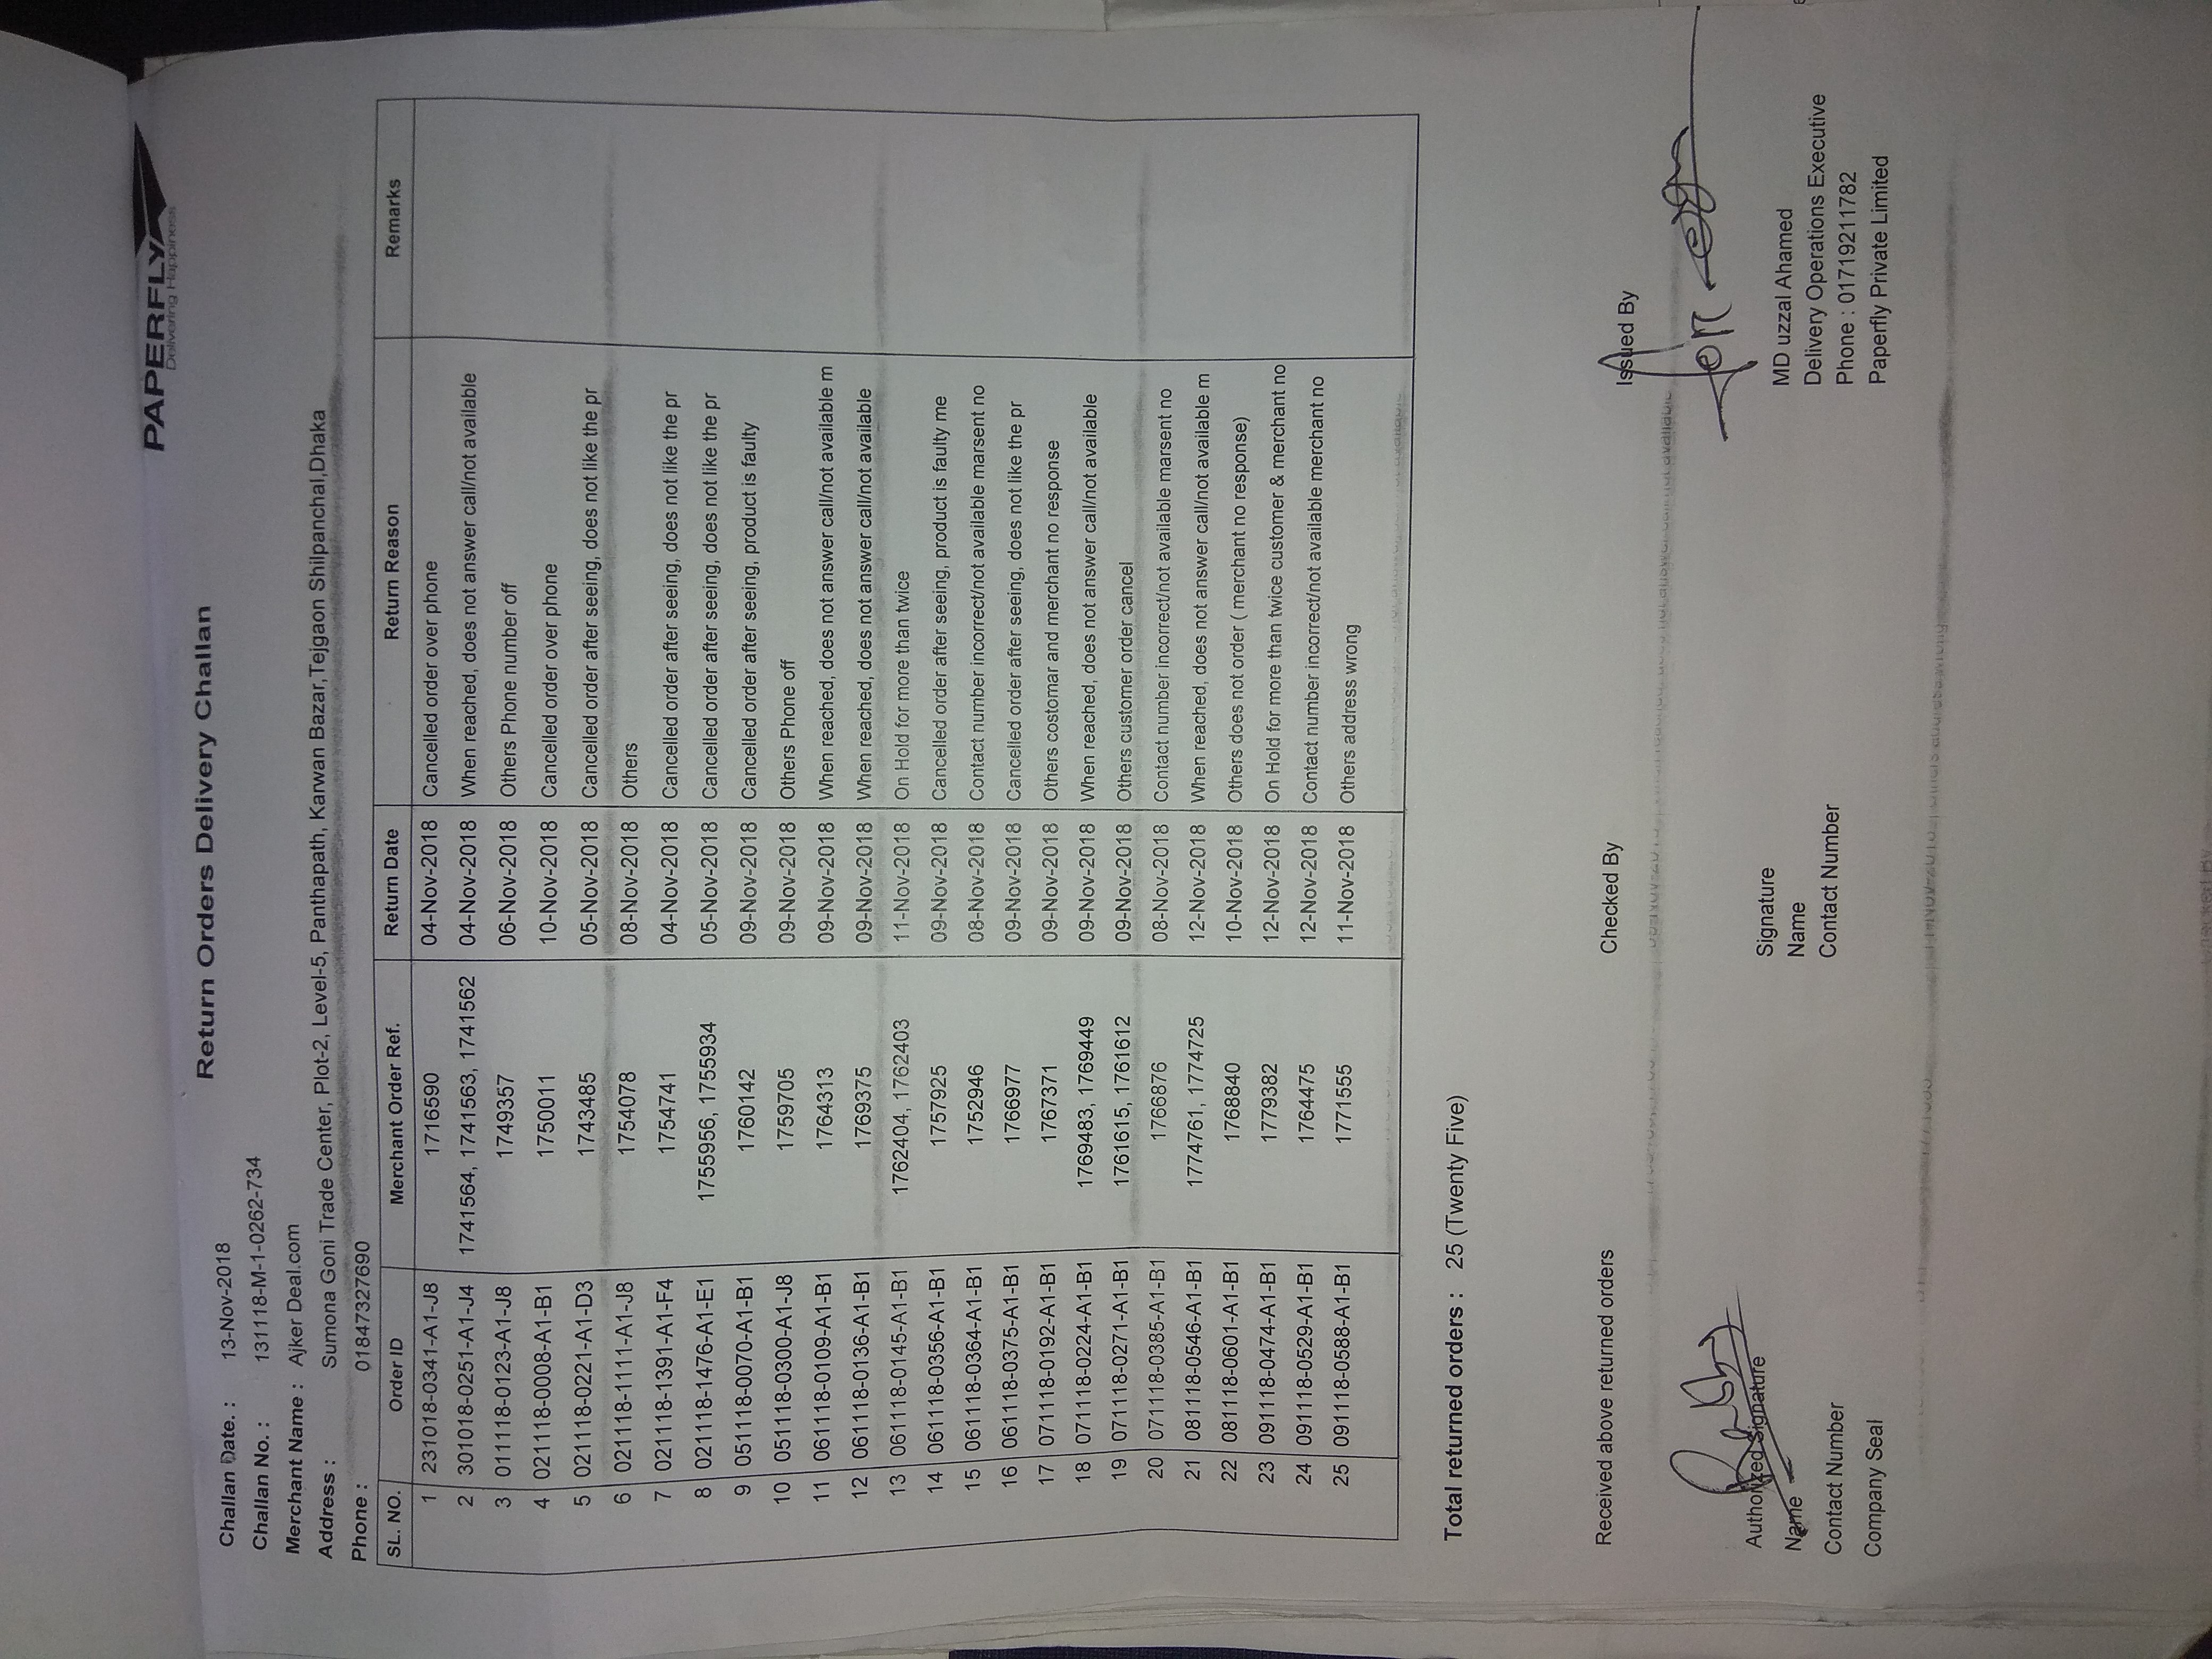 PAPERFLY
Delivering Happiness
Return Orders Delivery Challan
Challan Date. : 13-Nov-2018
Challan No. : 131118-M-1-0262-734
Merchant Name : Ajker Deal.com
Address : Sumona Goni Trade Center, Plot-2, Level-5, Panthapath, Karwan Bazar,Tejgaon Shilpanchal,Dhaka
Phone : 01847327690
SL. NO. Order ID Merchant Order Ref. Return Date Return Reason Remarks
1 231018-0341-A1-J8 1716590 04-Nov-2018 Cancelled order over phone
2 301018-0251-A1-J4 1741564, 1741563, 1741562 04-Nov-2018 When reached, does not answer call/not available
3 011118-0123-A1-J8 1749357 06-Nov-2018 Others Phone number off
4 021118-0008-A1-B1 1750011 10-Nov-2018 Cancelled order over phone
5 021118-0221-A1-D3 1743485 05-Nov-2018 Cancelled order after seeing, does not like the pr
6 021118-1111-A1-J8 1754078 08-Nov-2018 Others
7 021118-1391-A1-F4 1754741 04-Nov-2018 Cancelled order after seeing, does not like the pr
8 021118-1476-A1-E1 1755956, 1755934 05-Nov-2018 Cancelled order after seeing, does not like the pr
9 051118-0070-A1-B1 1760142 09-Nov-2018 Cancelled order after seeing, product is faulty
10 051118-0300-A1-J8 1759705 09-Nov-2018 Others Phone off
11 061118-0109-A1-B1 1764313 09-Nov-2018 When reached, does not answer call/not available m
12 061118-0136-A1-B1 1769375 09-Nov-2018 When reached, does not answer call/not available
13 061118-0145-A1-B1 1762404, 1762403 11-Nov-2018 On Hold for more than twice
14 061118-0356-A1-B1 1757925 09-Nov-2018 Cancelled order after seeing, product is faulty me
15 061118-0364-A1-B1 1752946 08-Nov-2018 Contact number incorrect/not available marsent no
16 061118-0375-A1-B1 1766977 09-Nov-2018 Cancelled order after seeing, does not like the pr
17 071118-0192-A1-B1 1767371 09-Nov-2018 Others costomar and merchant no response
18 071118-0224-A1-B1 1769483, 1769449 09-Nov-2018 When reached, does not answer call/not available
19 071118-0271-A1-B1 1761615, 1761612 09-Nov-2018 Others customer order cancel
20 071118-0385-A1-B1 1766876 08-Nov-2018 Contact number incorrect/not available marsent no
21 081118-0546-A1-B1 1774761, 1774725 12-Nov-2018 When reached, does not answer call/not available m
22 081118-0601-A1-B1 1768840 10-Nov-2018 Others does not order ( merchant no response)
23 091118-0474-A1-B1 1779382 12-Nov-2018 On Hold for more than twice customer & merchant no
24 091118-0529-A1-B1 1764475 12-Nov-2018 Contact number incorrect/not available merchant no
25 091118-0588-A1-B1 1771555 11-Nov-2018 Others address wrong
Total returned orders : 25 (Twenty Five)
Received above returned orders Checked By Issued By
Authorized Signature Signature MD uzzal Ahamed
Name Name Delivery Operations Executive
Contact Number Contact Number Phone : 01719211782
Company Seal Paperfly Private Limited